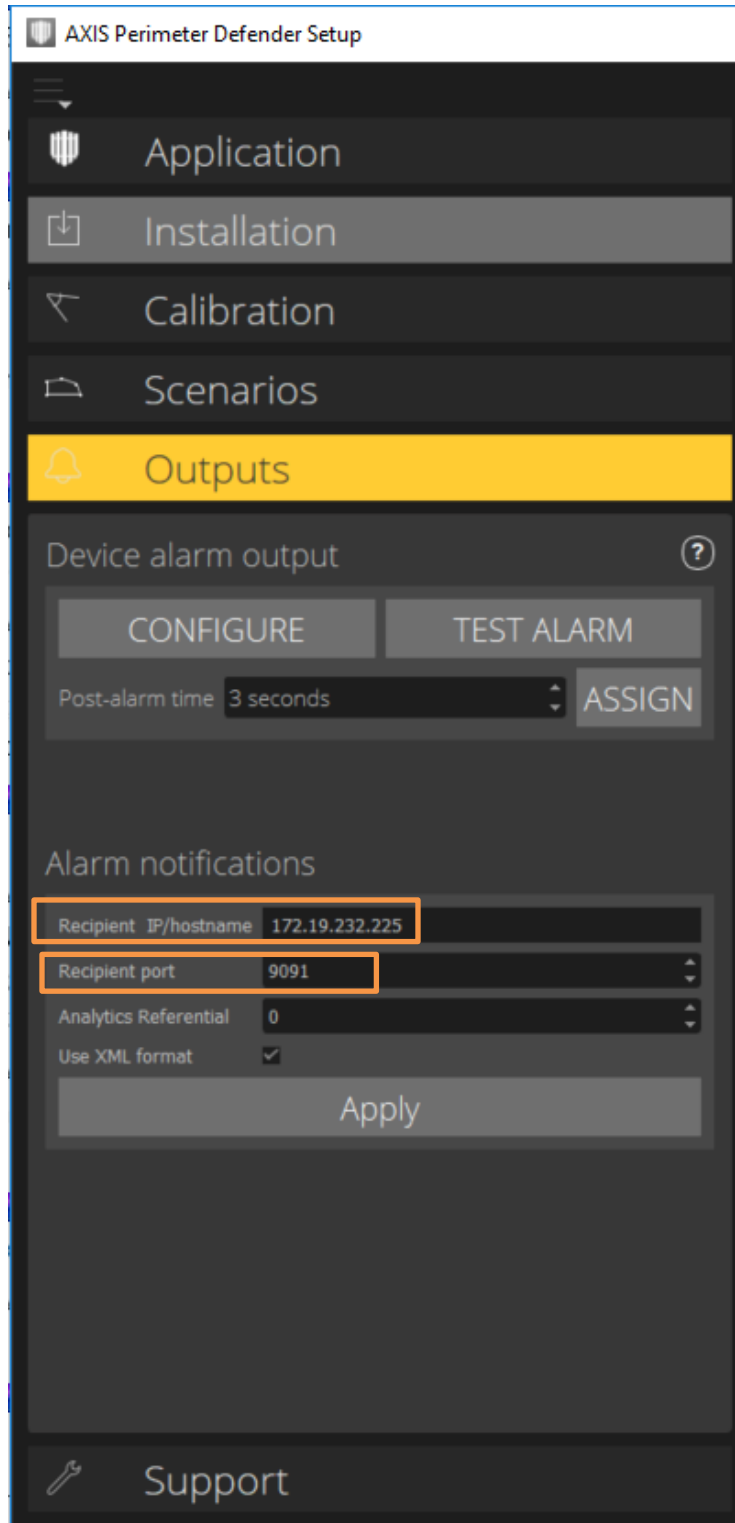 AXIS Perimeter Defender Setup
Application
Installation
Calibration
Scenarios
Outputs
Device alarm output ?
CONFIGURE TEST ALARM
Post-alarm time 3 seconds ASSIGN
Alarm notifications
Recipient IP/hostname 172.19.232.225
Recipient port 9091
Analytics Referential 0
Use XML format
Apply
Support